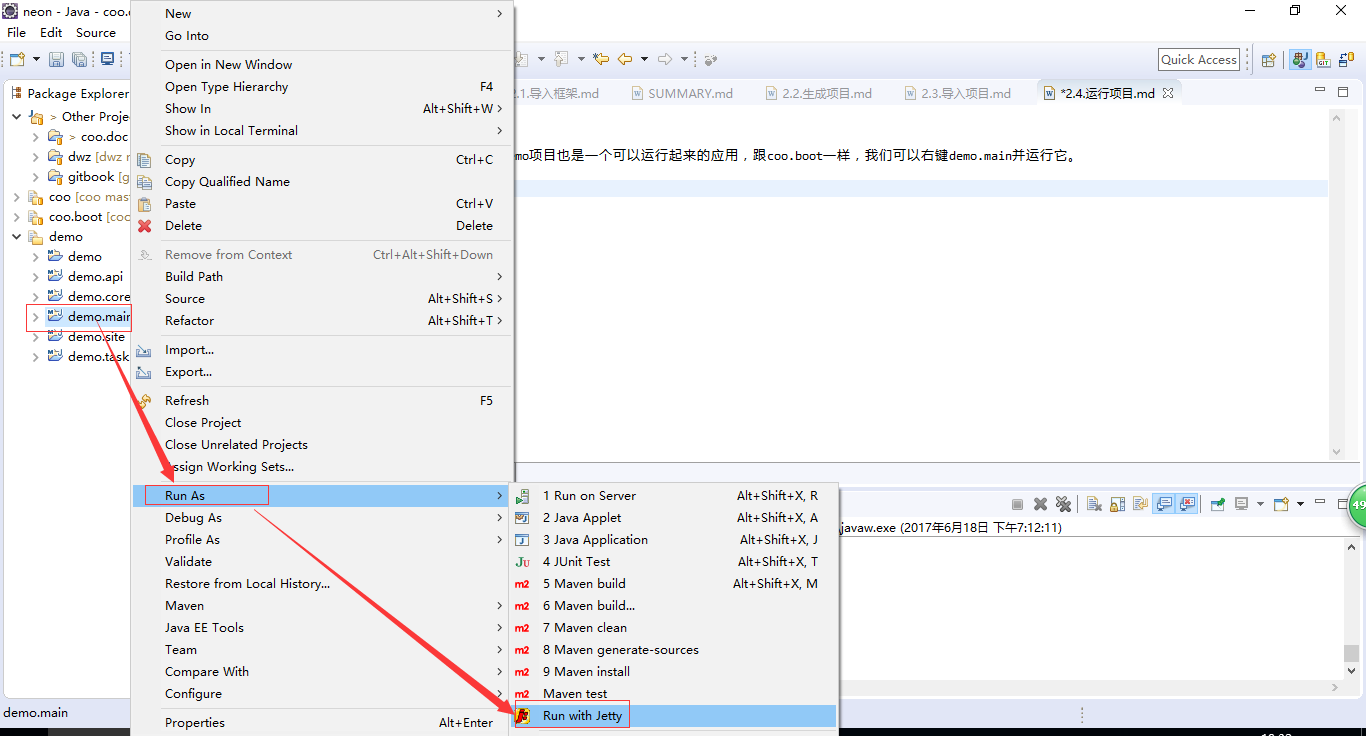 neon - Java - coo.
File Edit Source
Quick Access
Package Explorer
> Other Proje
> coo.doc
dwz [dwz r
gitbook [g
coo [coo mast
coo.boot [coo
demo
demo
demo.api
demo.core
demo.main
demo.site
demo.task
New
Go Into
Open in New Window
Open Type Hierarchy F4
Show In Alt+Shift+W
Show in Local Terminal
Copy Ctrl+C
Copy Qualified Name
Paste Ctrl+V
Delete Delete
Remove from Context Ctrl+Alt+Shift+Down
Build Path
Source Alt+Shift+S
Refactor Alt+Shift+T
Import...
Export...
Refresh F5
Close Project
Close Unrelated Projects
Assign Working Sets...
Run As
Debug As
Profile As
Validate
Restore from Local History...
Maven
Java EE Tools
Team
Compare With
Configure
Properties Alt+Enter
1 Run on Server Alt+Shift+X, R
2 Java Applet Alt+Shift+X, A
3 Java Application Alt+Shift+X, J
4 JUnit Test Alt+Shift+X, T
5 Maven build Alt+Shift+X, M
6 Maven build...
7 Maven clean
8 Maven generate-sources
9 Maven install
Maven test
Run with Jetty
.1.导入框架.md SUMMARY.md 2.2.生成项目.md 2.3.导入项目.md *2.4.运行项目.md
mo项目也是一个可以运行起来的应用，跟coo.boot一样，我们可以右键demo.main并运行它。
\javaw.exe (2017年6月18日 下午7:12:11)
49
demo.main